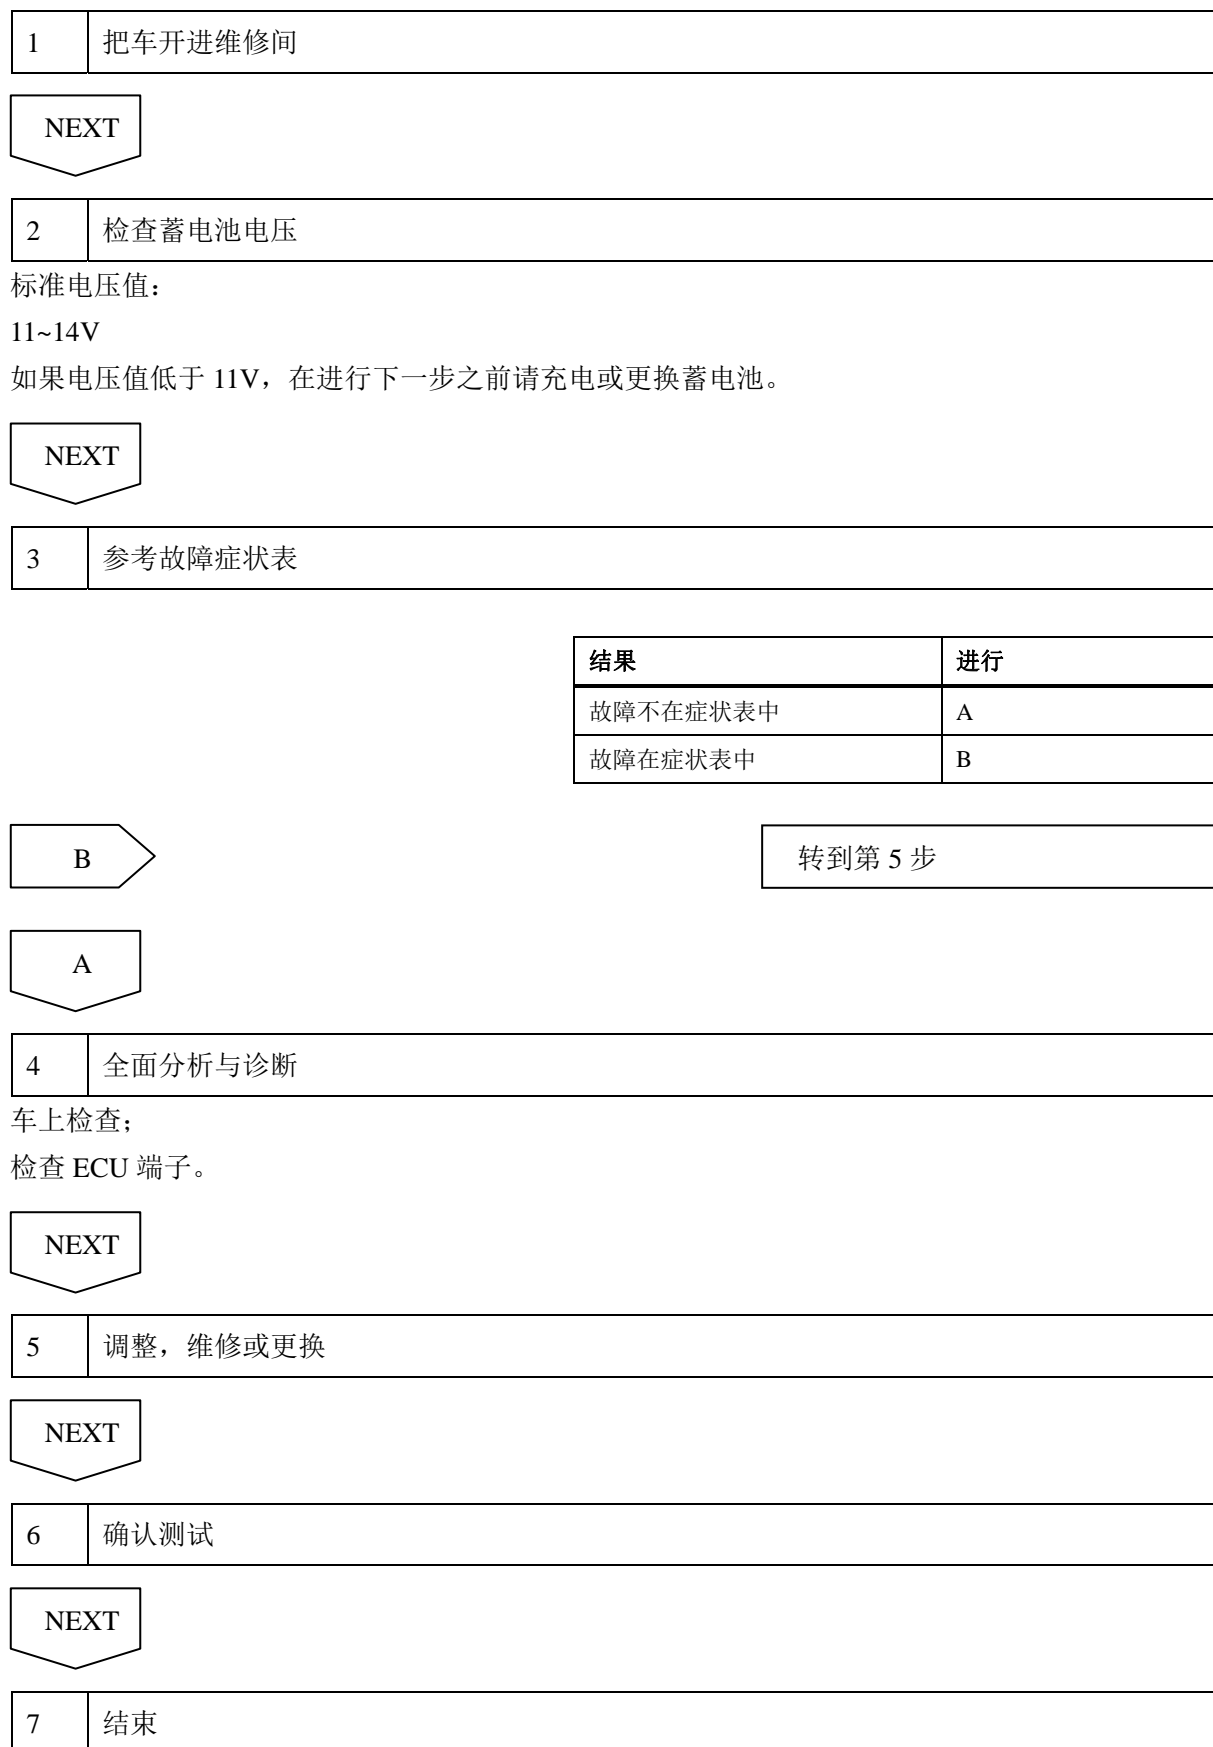 1 把车开进维修间
NEXT
2 检查蓄电池电压
标准电压值：
11~14V
如果电压值低于 11V，在进行下一步之前请充电或更换蓄电池。
NEXT
3 参考故障症状表
结果 进行
故障不在症状表中 A
故障在症状表中 B
B 转到第 5 步
A
4 全面分析与诊断
车上检查；
检查 ECU 端子。
NEXT
5 调整，维修或更换
NEXT
6 确认测试
NEXT
7 结束